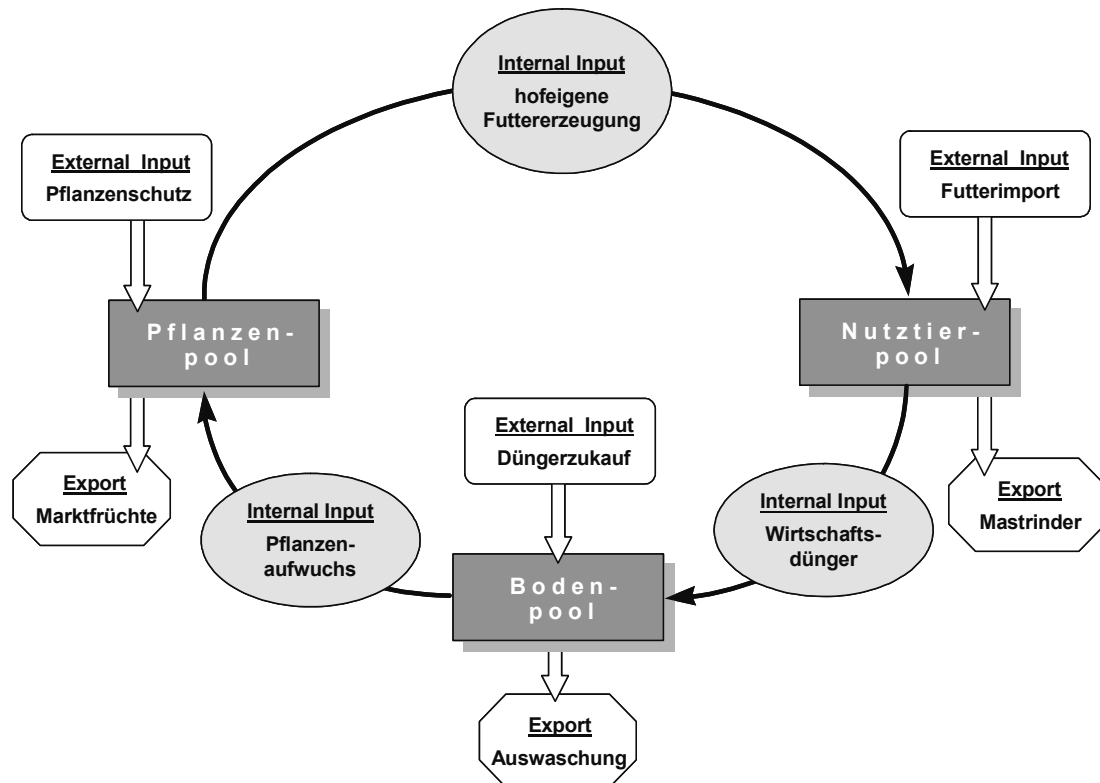 Internal Input
hofeigene
Futtererzeugung
External Input
Pflanzenschutz
External Input
Futterimport
Pflanzen-
pool
Nutztier-
pool
External Input
Düngerzukauf
Export
Marktfrüchte
Internal Input
Pflanzen-
aufwuchs
Internal Input
Wirtschafts-
dünger
Export
Mastrinder
Boden-
pool
Export
Auswaschung